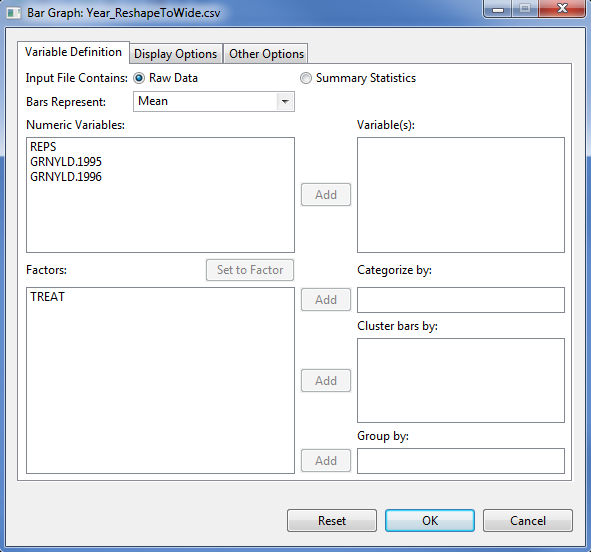 Bar Graph: Year_ReshapeToWide.csv
Variable Definition Display Options Other Options
Input File Contains: Raw Data Summary Statistics
Bars Represent: Mean
Numeric Variables: Variable(s):
REPS
GRNYLD.1995
GRNYLD.1996
Add
Factors: Set to Factor Categorize by:
TREAT Add
Cluster bars by:
Add
Group by:
Add
Reset OK Cancel